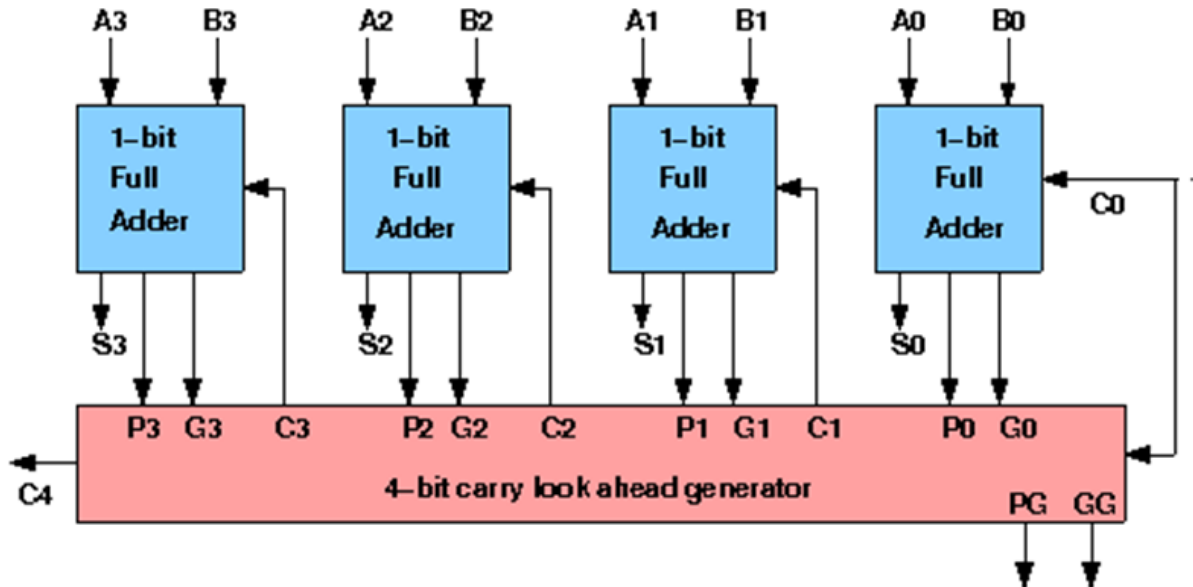 A3 B3 A2 B2 A1 B1 A0 B0
1-bit Full Adder
1-bit Full Adder
1-bit Full Adder
1-bit Full Adder
C0
S3 S2 S1 S0
P3 G3 C3 P2 G2 C2 P1 G1 C1 P0 G0
4-bit carry look ahead generator
C4
PG GG